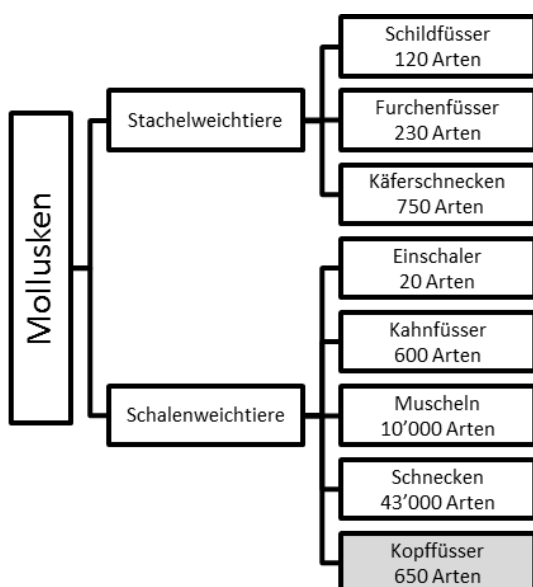 Mollusken
Stachelweichtiere
Schildfüsser
120 Arten
Furchenfüsser
230 Arten
Käferschnecken
750 Arten
Schalenweichtiere
Einschaler
20 Arten
Kahnfüsser
600 Arten
Muscheln
10’000 Arten
Schnecken
43’000 Arten
Kopffüsser
650 Arten